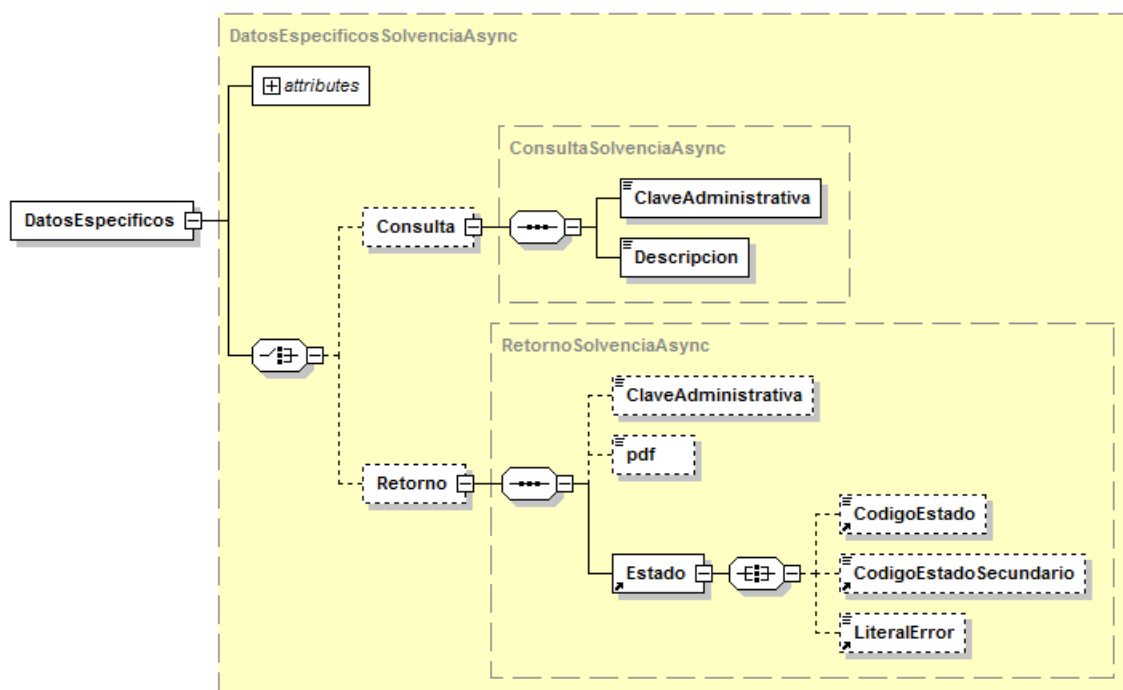 DatosEspecificosSolvenciaAsync
attributes
ConsultaSolvenciaAsync
ClaveAdministrativa
DatosEspecificos
Consulta
Descripcion
RetornoSolvenciaAsync
ClaveAdministrativa
pdf
Retorno
CodigoEstado
Estado
CodigoEstadoSecundario
LiteralError